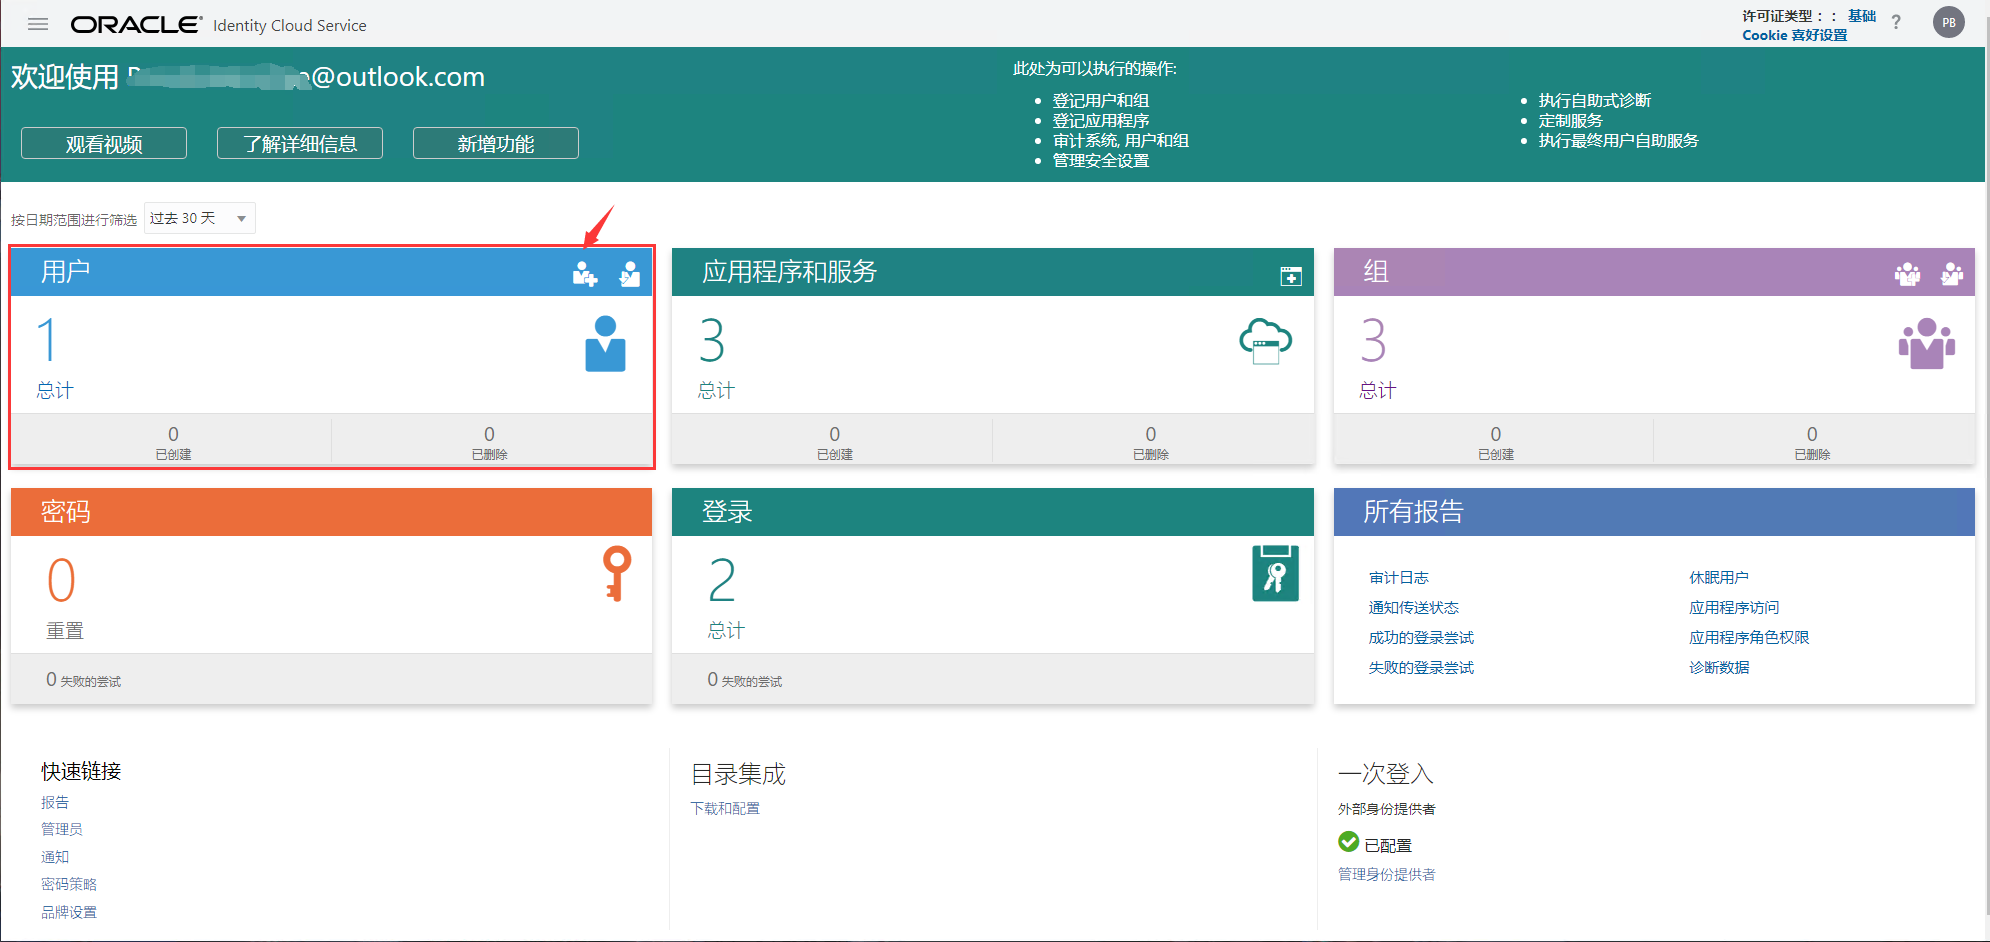 ORACLE® Identity Cloud Service
许可证类型：： 基础
Cookie 喜好设置
?
PB
欢迎使用 @outlook.com
观看视频
了解详细信息
新增功能
此处为可以执行的操作:
登记用户和组
登记应用程序
审计系统, 用户和组
管理安全设置
执行自助式诊断
定制服务
执行最终用户自助服务
按日期范围进行筛选 过去 30 天
用户
1
总计
0
已创建
0
已删除
应用程序和服务
3
总计
0
已创建
0
已删除
组
3
总计
0
已创建
0
已删除
密码
0
重置
0 失败的尝试
登录
2
总计
0 失败的尝试
所有报告
审计日志
通知传送状态
成功的登录尝试
失败的登录尝试
休眠用户
应用程序访问
应用程序角色权限
诊断数据
快速链接
报告
管理员
通知
密码策略
品牌设置
目录集成
下载和配置
一次登入
外部身份提供者
已配置
管理身份提供者